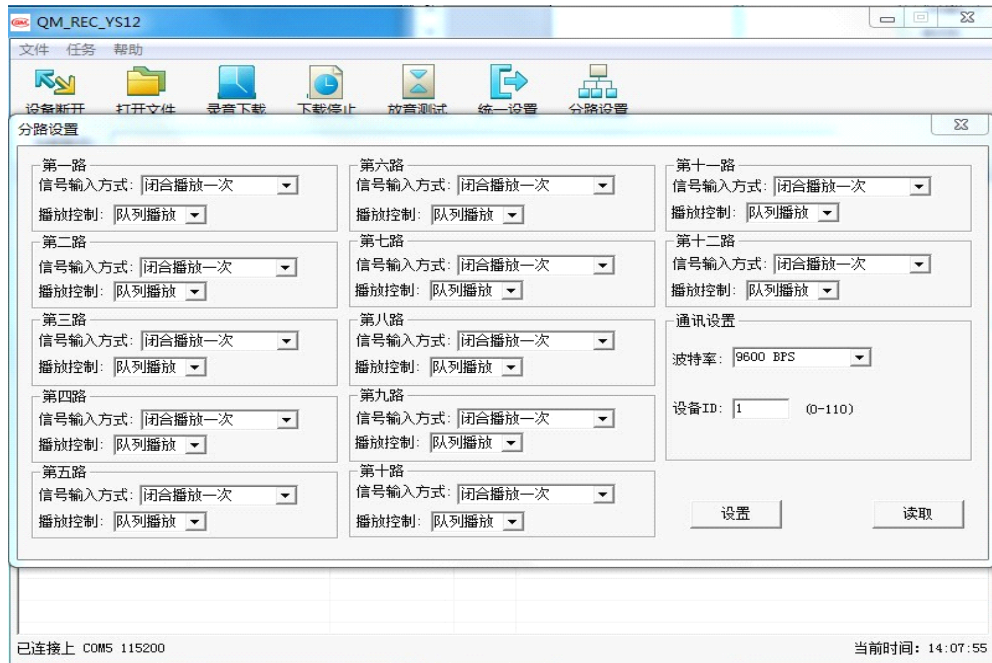 QM_REC_YS12
文件 任务 帮助
设备断开 打开文件 录音下载 下载停止 放音测试 统一设置 分路设置
分路设置
第一路
信号输入方式: 闭合播放一次
播放控制: 队列播放
第二路
信号输入方式: 闭合播放一次
播放控制: 队列播放
第三路
信号输入方式: 闭合播放一次
播放控制: 队列播放
第四路
信号输入方式: 闭合播放一次
播放控制: 队列播放
第五路
信号输入方式: 闭合播放一次
播放控制: 队列播放
第六路
信号输入方式: 闭合播放一次
播放控制: 队列播放
第七路
信号输入方式: 闭合播放一次
播放控制: 队列播放
第八路
信号输入方式: 闭合播放一次
播放控制: 队列播放
第九路
信号输入方式: 闭合播放一次
播放控制: 队列播放
第十路
信号输入方式: 闭合播放一次
播放控制: 队列播放
第十一路
信号输入方式: 闭合播放一次
播放控制: 队列播放
第十二路
信号输入方式: 闭合播放一次
播放控制: 队列播放
通讯设置
波特率: 9600 BPS
设备ID: 1 (0-110)
设置 读取
已连接上 COM5 115200 当前时间: 14:07:55